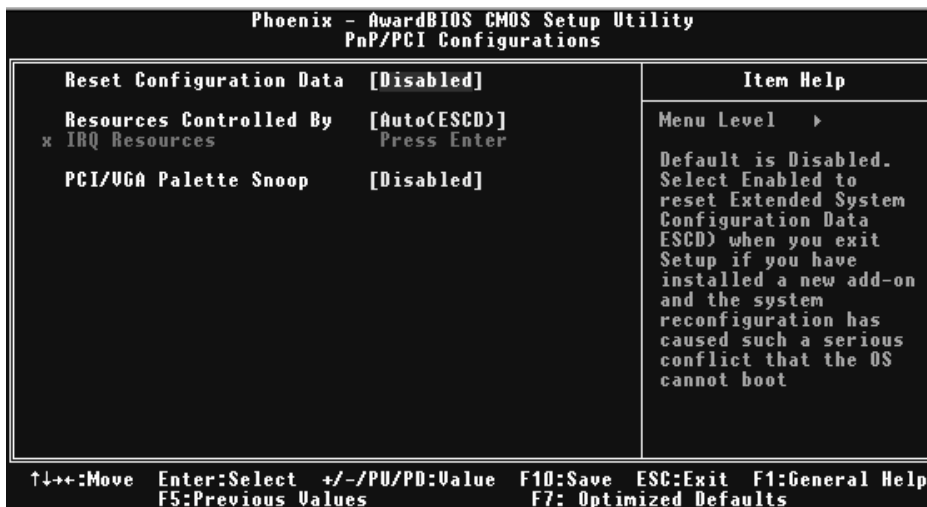 Phoenix - AwardBIOS CMOS Setup Utility
PnP/PCI Configurations
Reset Configuration Data [Disabled]
Resources Controlled By [Auto(ESCD)]
x IRQ Resources Press Enter
PCI/VGA Palette Snoop [Disabled]
Item Help
Menu Level ▸
Default is Disabled.
Select Enabled to
reset Extended System
Configuration Data
ESCD) when you exit
Setup if you have
installed a new add-on
and the system
reconfiguration has
caused such a serious
conflict that the OS
cannot boot
↑↓→←:Move Enter:Select +/-/PU/PD:Value F10:Save ESC:Exit F1:General Help
F5:Previous Values F7: Optimized Defaults